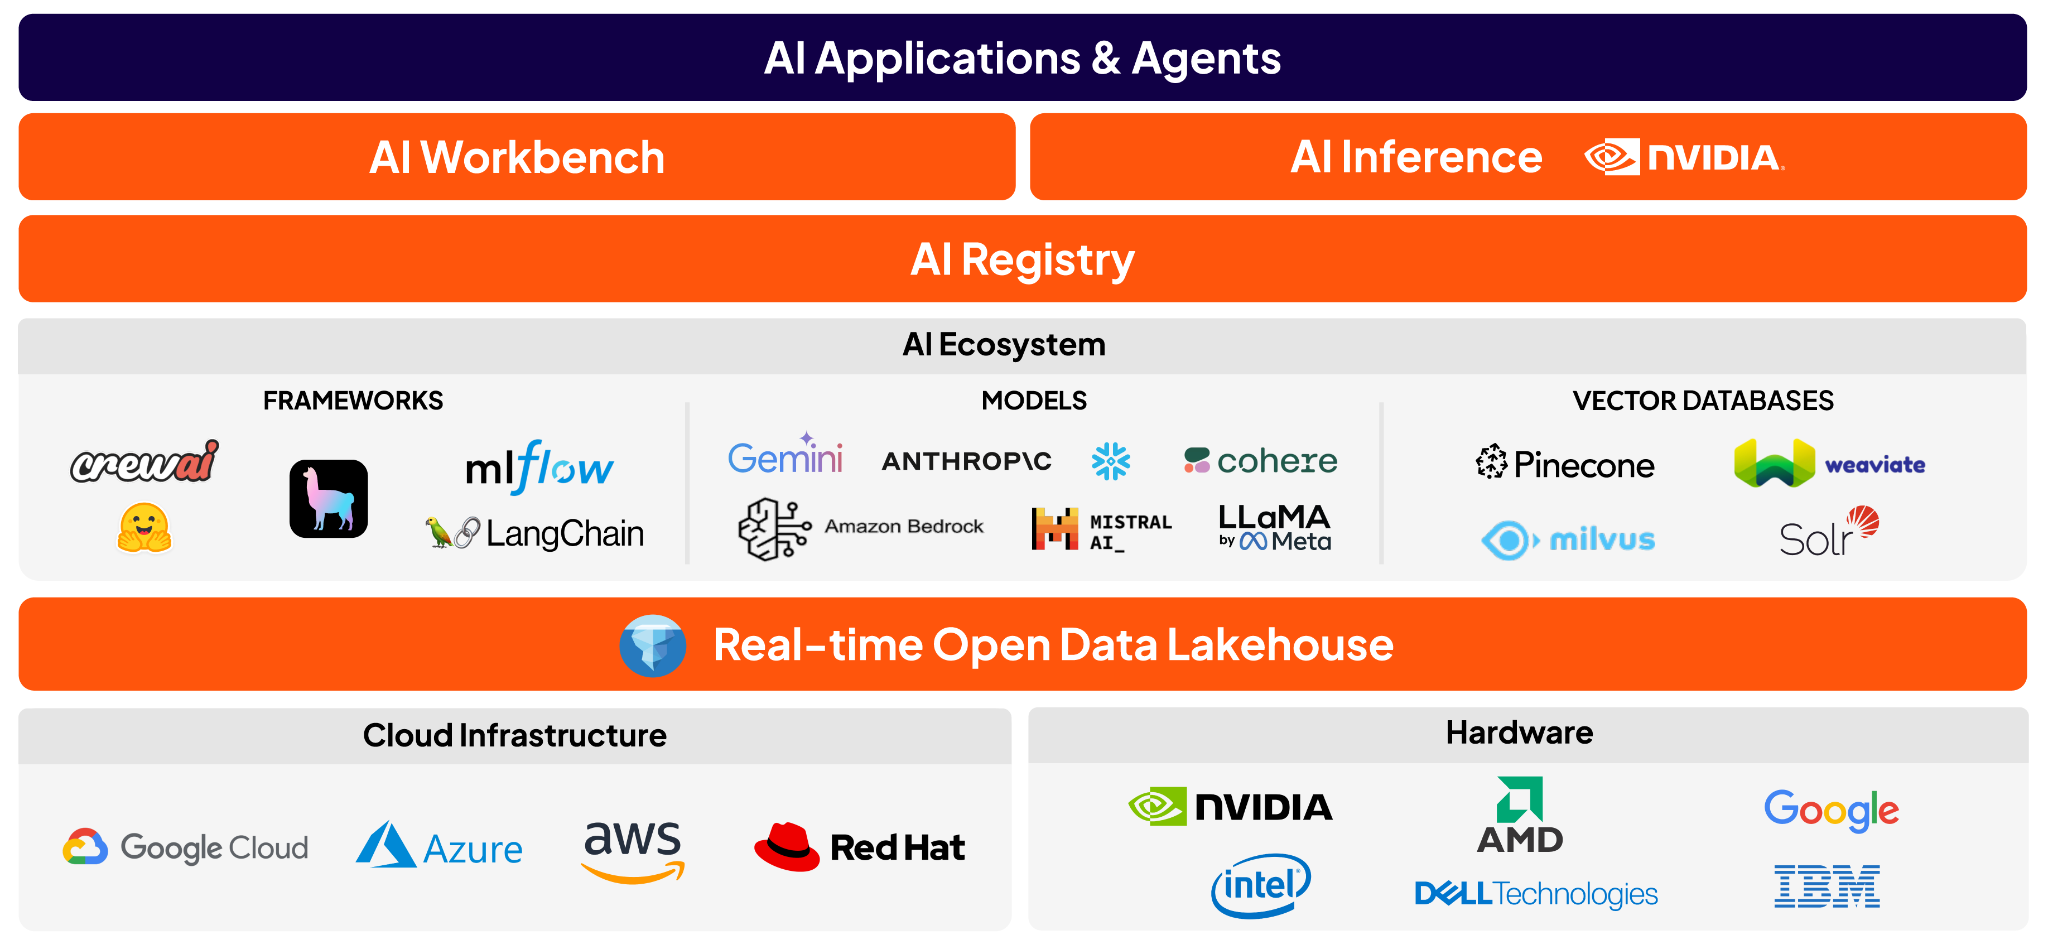 AI Applications & Agents
AI Workbench
AI Inference NVIDIA
AI Registry
AI Ecosystem
FRAMEWORKS
crewai
mlflow
LangChain
MODELS
Gemini ANTHROP\C cohere
Amazon Bedrock MISTRAL AI_ LLaMA by Meta
VECTOR DATABASES
Pinecone weaviate
milvus Solr
Real-time Open Data Lakehouse
Cloud Infrastructure
Google Cloud Azure aws Red Hat
Hardware
NVIDIA AMD Google
intel DELL Technologies IBM